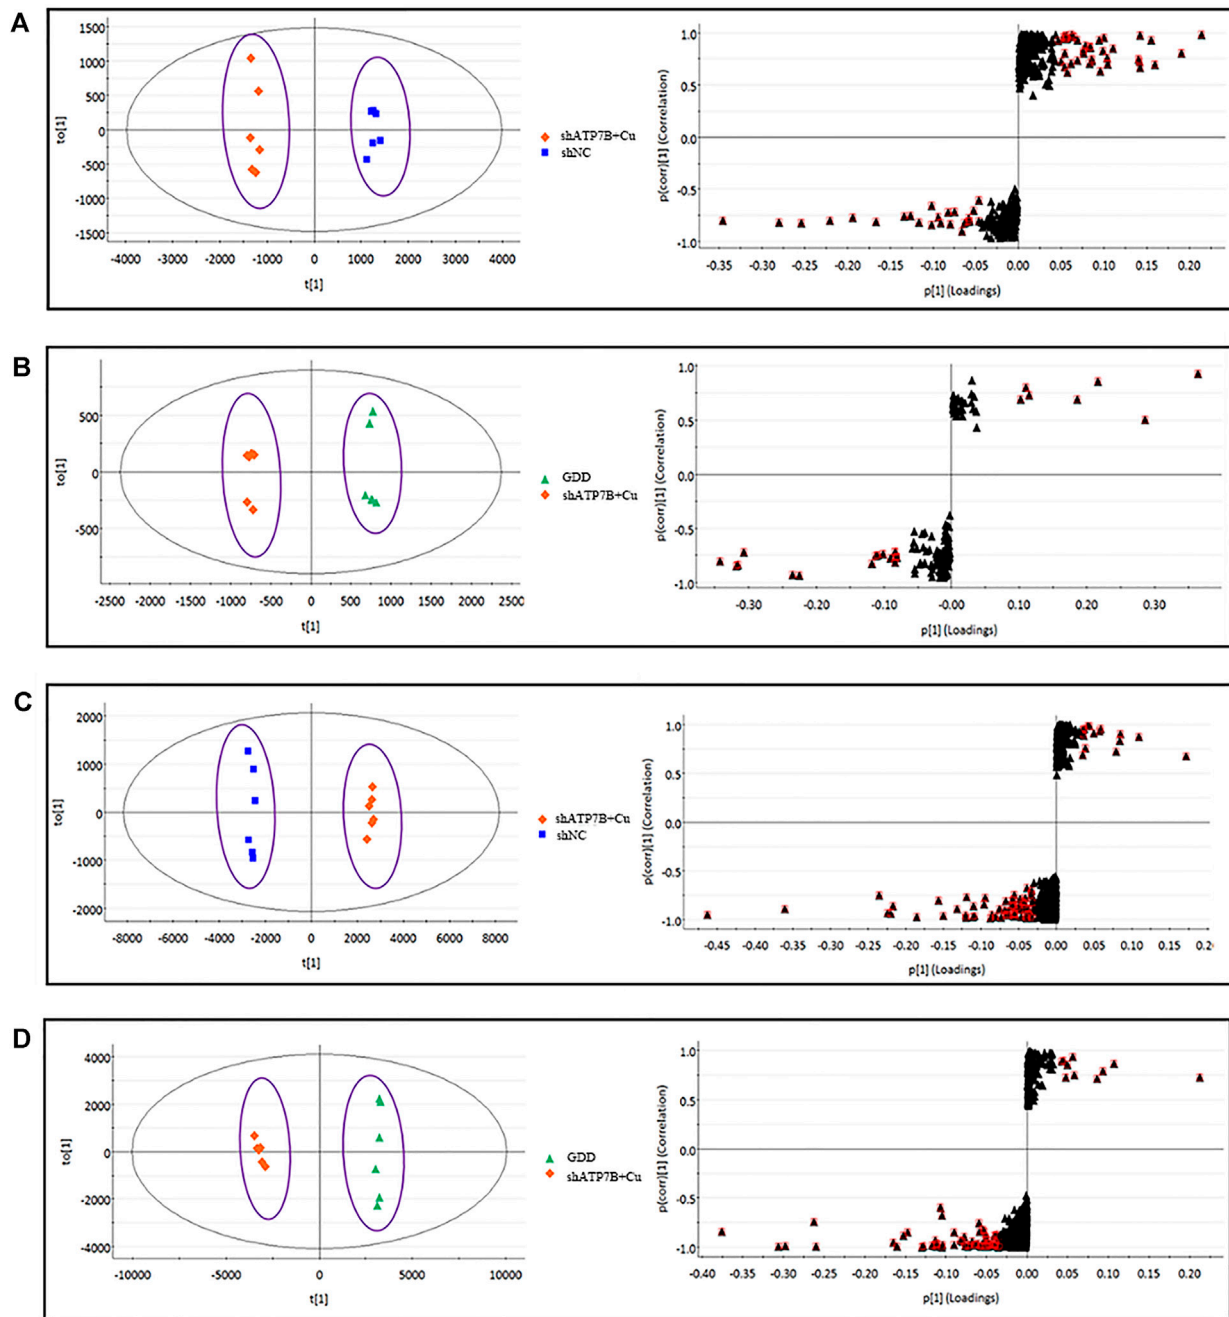 A
to[1]
1500
1000
500
0
-500
-1000
-1500
-4000 -3000 -2000 -1000 0 1000 2000 3000 4000
t[1]
shATP7B+Cu
shNC
p(corr)[1] (Correlation)
1.0
0.5
0.0
-0.5
-1.0
-0.35 -0.30 -0.25 -0.20 -0.15 -0.10 -0.05 0.00 0.05 0.10 0.15 0.20
p[1] (Loadings)
B
to[1]
500
0
-500
-2500 -2000 -1500 -1000 -500 0 500 1000 1500 2000 2500
t[1]
GDD
shATP7B+Cu
p(corr)[1] (Correlation)
1.0
0.5
0.0
-0.5
-1.0
-0.30 -0.20 -0.10 -0.00 0.10 0.20 0.30
p[1] (Loadings)
C
to[1]
2000
1000
0
-1000
-2000
-8000 -6000 -4000 -2000 0 2000 4000 6000 8000
t[1]
shATP7B+Cu
shNC
p(corr)[1] (Correlation)
1.0
0.5
0.0
-0.5
-1.0
-0.45 -0.40 -0.35 -0.30 -0.25 -0.20 -0.15 -0.10 -0.05 0.00 0.05 0.10 0.15 0.20
p[1] (Loadings)
D
to[1]
4000
2000
0
-2000
-4000
-10000 -5000 0 5000 10000
t[1]
GDD
shATP7B+Cu
p(corr)[1] (Correlation)
1.0
0.5
0.0
-0.5
-1.0
-0.40 -0.35 -0.30 -0.25 -0.20 -0.15 -0.10 -0.05 0.00 0.05 0.10 0.15 0.20
p[1] (Loadings)